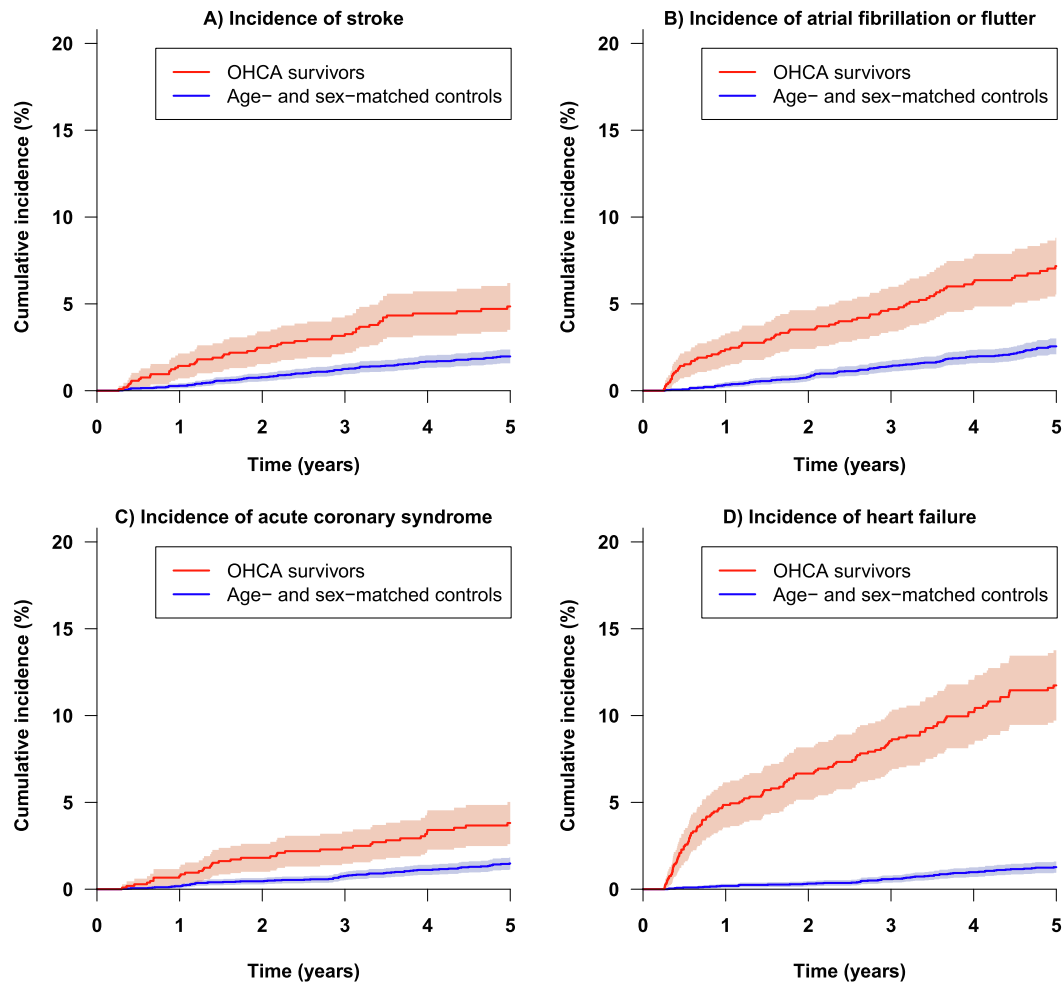 A) Incidence of stroke
Cumulative incidence (%)
20
15
10
5
0
OHCA survivors
Age− and sex−matched controls
0 1 2 3 4 5
Time (years)
B) Incidence of atrial fibrillation or flutter
Cumulative incidence (%)
20
15
10
5
0
OHCA survivors
Age− and sex−matched controls
0 1 2 3 4 5
Time (years)
C) Incidence of acute coronary syndrome
Cumulative incidence (%)
20
15
10
5
0
OHCA survivors
Age− and sex−matched controls
0 1 2 3 4 5
Time (years)
D) Incidence of heart failure
Cumulative incidence (%)
20
15
10
5
0
OHCA survivors
Age− and sex−matched controls
0 1 2 3 4 5
Time (years)